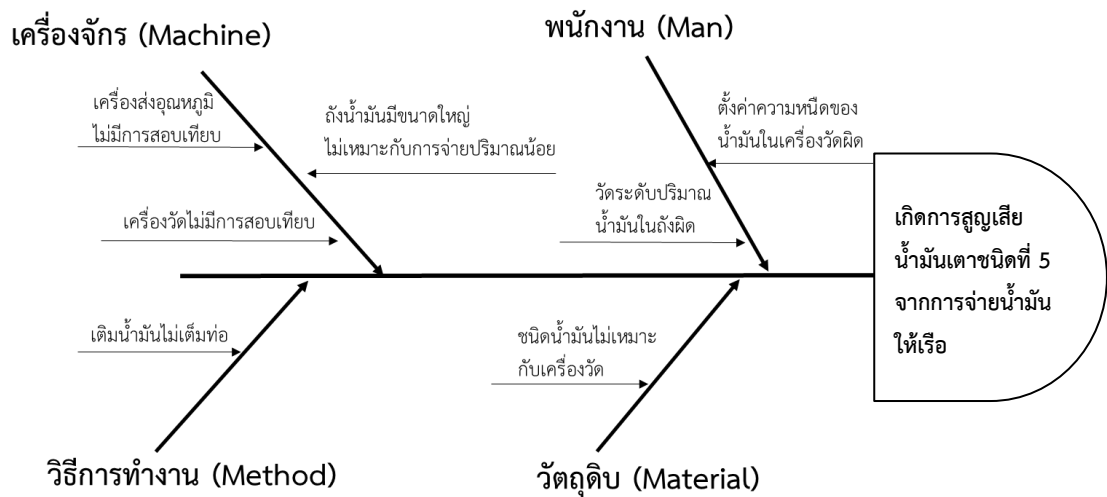 เครื่องจักร (Machine)
พนักงาน (Man)
เครื่องส่งอุณหภูมิ
ไม่มีการสอบเทียบ
ถังน้ำมันมีขนาดใหญ่
ไม่เหมาะกับการจ่ายปริมาณน้อย
เครื่องวัดไม่มีการสอบเทียบ
ตั้งค่าความหนืดของ
น้ำมันในเครื่องวัดผิด
วัดระดับปริมาณ
น้ำมันในถังผิด
เกิดการสูญเสีย
น้ำมันเตาชนิดที่ 5
จากการจ่ายน้ำมัน
ให้เรือ
เติมน้ำมันไม่เต็มท่อ
ชนิดน้ำมันไม่เหมาะ
กับเครื่องวัด
วิธีการทำงาน (Method)
วัตถุดิบ (Material)